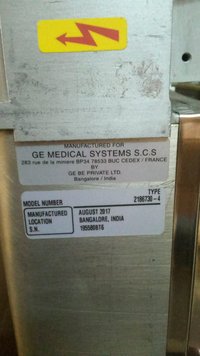 MANUFACTURED FOR
GE MEDICAL SYSTEMS S.C.S
283 rue de la miniere BP34 78533 BUC CEDEX / FRANCE
BY
GE BE PRIVATE LTD.
Bangalore / India
TYPE
MODEL NUMBER 2186730-4
MANUFACTURED AUGUST 2017
LOCATION BANGALORE, INDIA
S.N.